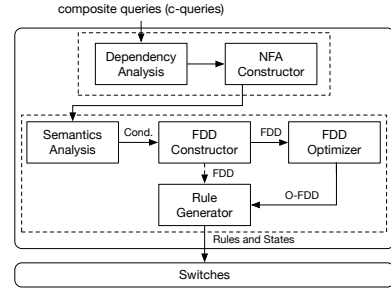 composite queries (c-queries)
Dependency
Analysis
NFA
Constructor
Semantics
Analysis
Cond.
FDD
Constructor
FDD
FDD
Optimizer
FDD
O-FDD
Rule
Generator
Rules and States
Switches